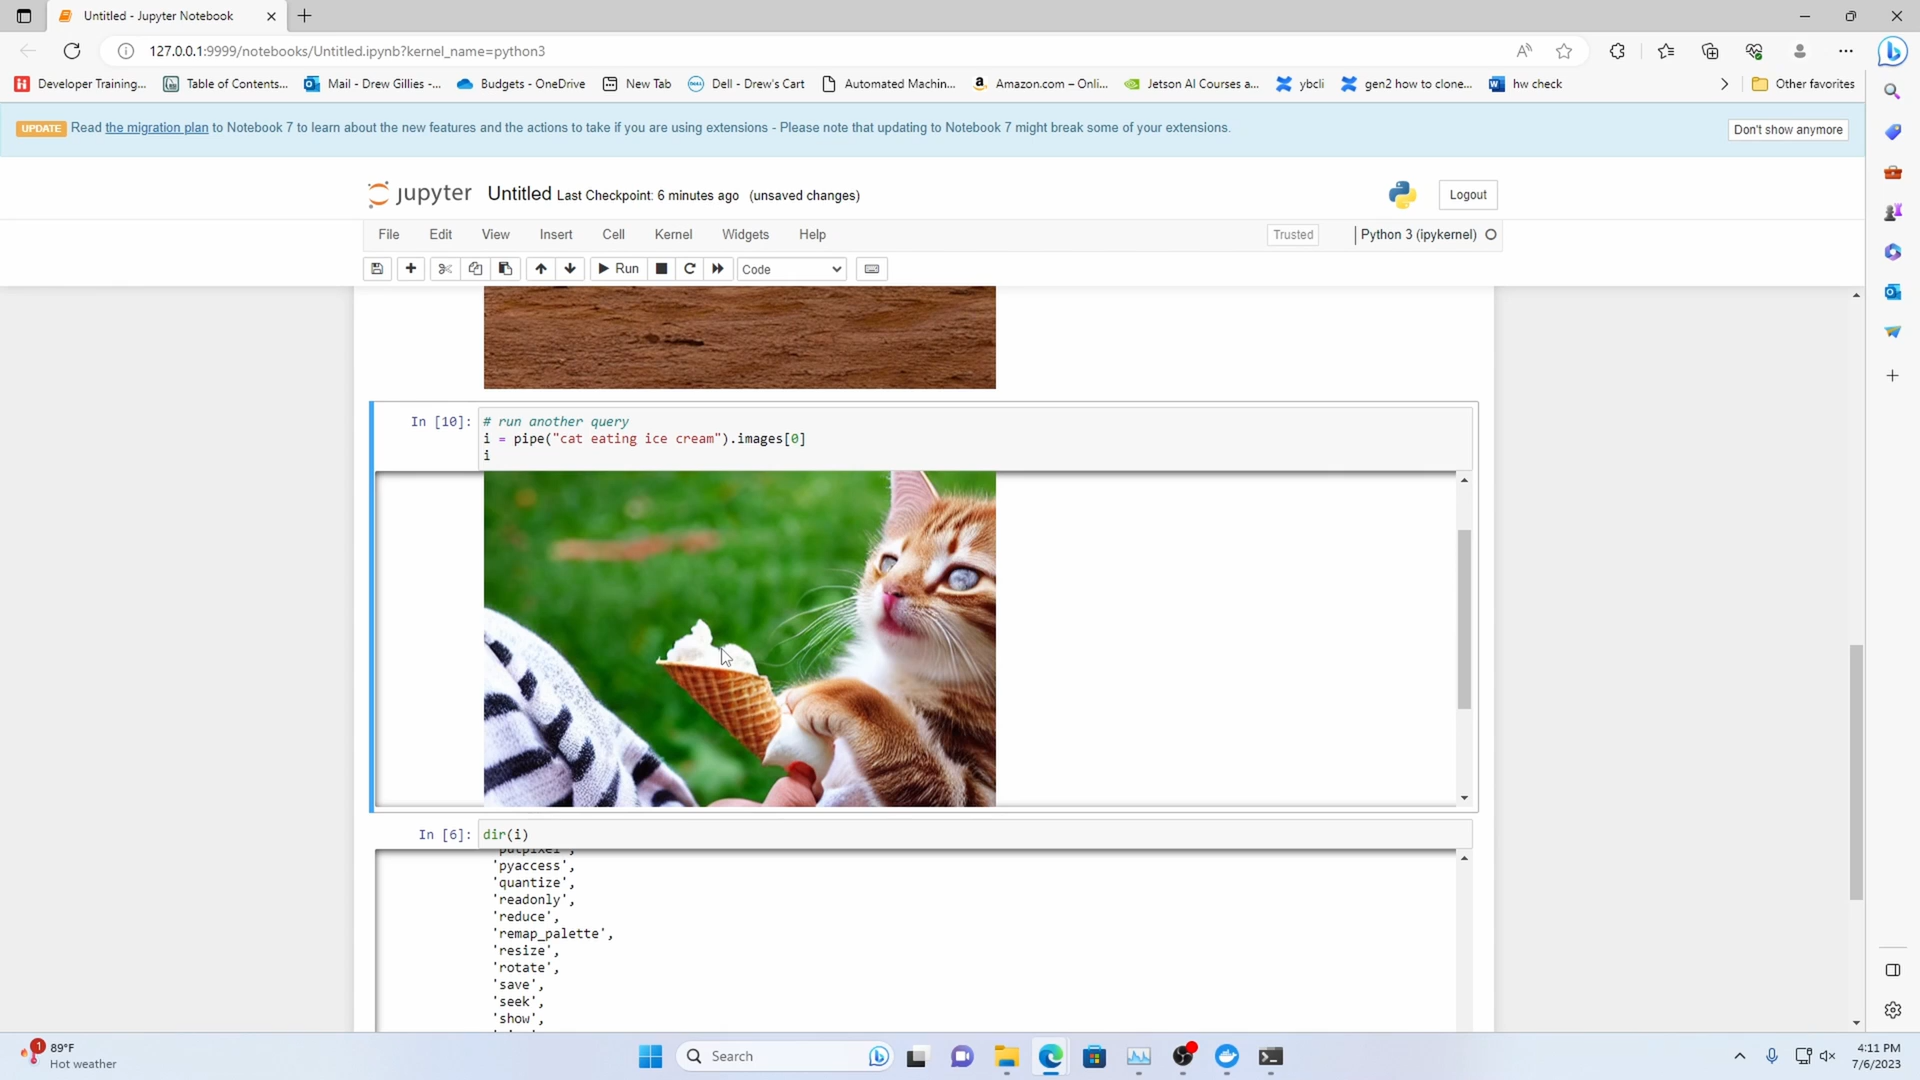 Untitled - Jupyter Notebook
127.0.0.1:9999/notebooks/Untitled.ipynb?kernel_name=python3
Developer Training...
Table of Contents...
Mail - Drew Gillies -...
Budgets - OneDrive
New Tab
Dell - Drew's Cart
Automated Machin...
Amazon.com – Onli...
Jetson AI Courses a...
ybcli
gen2 how to clone...
hw check
Other favorites
UPDATE Read the migration plan to Notebook 7 to learn about the new features and the actions to take if you are using extensions - Please note that updating to Notebook 7 might break some of your extensions.
Don't show anymore
jupyter Untitled Last Checkpoint: 6 minutes ago (unsaved changes)
Logout
File Edit View Insert Cell Kernel Widgets Help
Trusted
Python 3 (ipykernel)
Run
Code
In [10]:
# run another query
i = pipe("cat eating ice cream").images[0]
i
In [6]: dir(i)
'putpixel',
'pyaccess',
'quantize',
'readonly',
'reduce',
'remap_palette',
'resize',
'rotate',
'save',
'seek',
'show',
1
89°F
Hot weather
Search
4:11 PM
7/6/2023